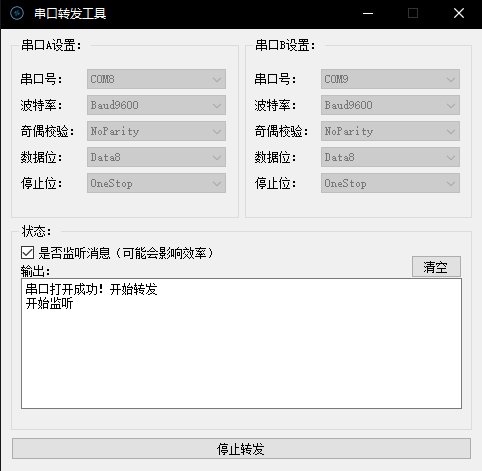 串口转发工具
串口A设置:
串口B设置:
串口号: COM8
串口号: COM9
波特率: Baud9600
波特率: Baud9600
奇偶校验: NoParity
奇偶校验: NoParity
数据位: Data8
数据位: Data8
停止位: OneStop
停止位: OneStop
状态:
是否监听消息(可能会影响效率)
输出:
清空
串口打开成功! 开始转发
开始监听
停止转发